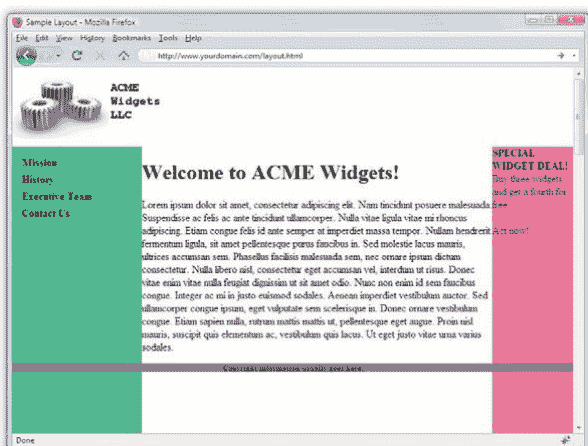 Sample Layout - Mozilla Firefox
File Edit View History Bookmarks Tools Help
http://www.yourdomain.com/layout.html
ACME
Widgets
LLC
Mission
History
Executive Team
Contact Us
Welcome to ACME Widgets!
Lorem ipsum dolor sit amet, consectetur adipiscing elit. Nam tincidunt posuere malesuada.
Suspendisse ac felis ac ante tincidunt ullamcorper. Nulla vitae ligula vitae mi rhoncus
adipiscing. Etiam congue felis id ante semper at imperdiet massa tempor. Nullam hendrerit
fermentum ligula, sit amet pellentesque purus faucibus in. Sed molestie lacus mauris,
ultrices accumsan sem. Phasellus facilisis malesuada sem, nec ornare ipsum dictum
consectetur. Nulla libero nisl, consectetur eget accumsan vel, interdum ut risus. Donec
vitae enim vitae nulla feugiat dignissim ut sit amet odio. Nunc non enim id sem faucibus
congue. Integer ac mi in justo euismod sodales. Aenean imperdiet vestibulum auctor. Sed
ullamcorper congue ipsum, eget vulputate sem scelerisque in. Donec ornare vestibulum
congue. Etiam sapien nulla, rutrum mattis mattis ut, pellentesque eget augue. Proin nisl
mauris, suscipit quis elementum ac, vestibulum quis lacus. Ut eget justo vitae urna varius
sodales.
SPECIAL
WIDGET DEAL!
Buy three widgets
and get a fourth for
free
Act now!
Copyright information usually goes here.
Done